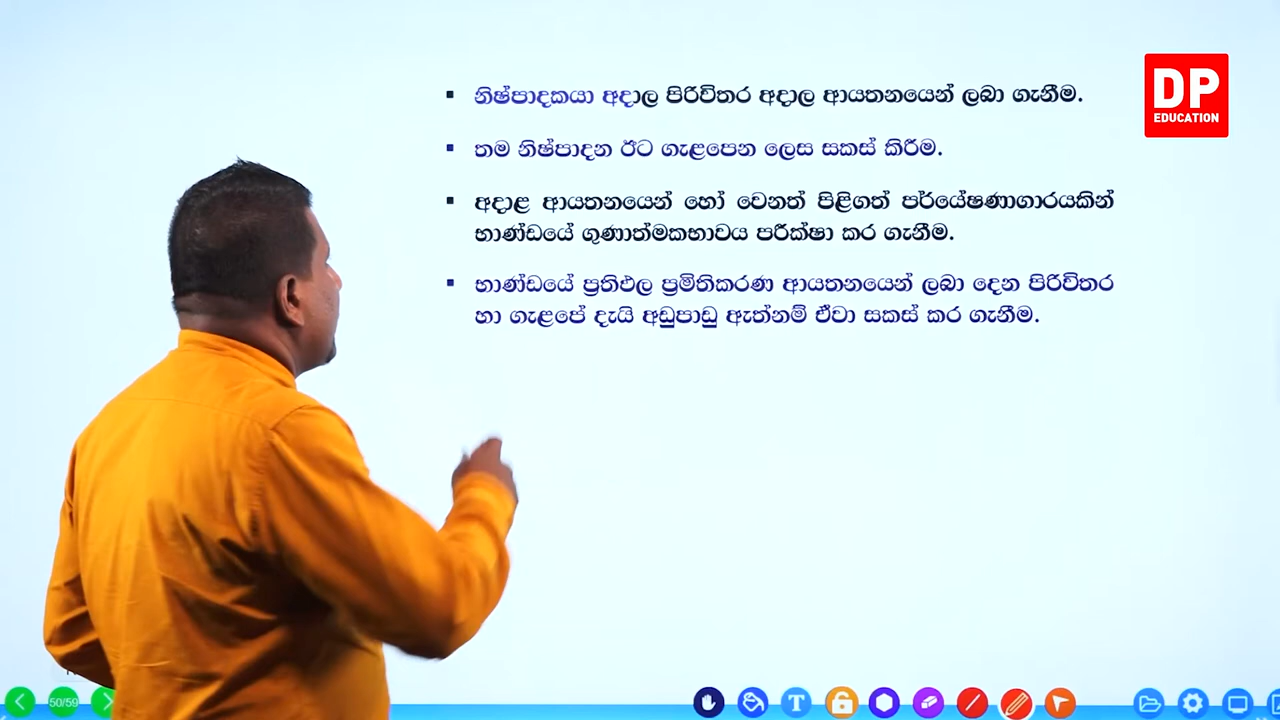 නිෂ්පාදකයා අදාල පිරිවිතර අදාල ආයතනයෙන් ලබා ගැනීම.
තම නිෂ්පාදන ඊට ගැළපෙන ලෙස සකස් කිරීම.
අදාළ ආයතනයෙන් හෝ වෙනත් පිළිගත් පර්යේෂණාගාරයකින්
භාණ්ඩයේ ගුණාත්මකභාවය පරීක්ෂා කර ගැනීම.
භාණ්ඩයේ ප්‍රතිඵල ප්‍රමිතිකරණ ආයතනයෙන් ලබා දෙන පිරිවිතර
හා ගැළපේ දැයි අඩුපාඩු ඇත්නම් ඒවා සකස් කර ගැනීම.
DP
EDUCATION
50/59
T